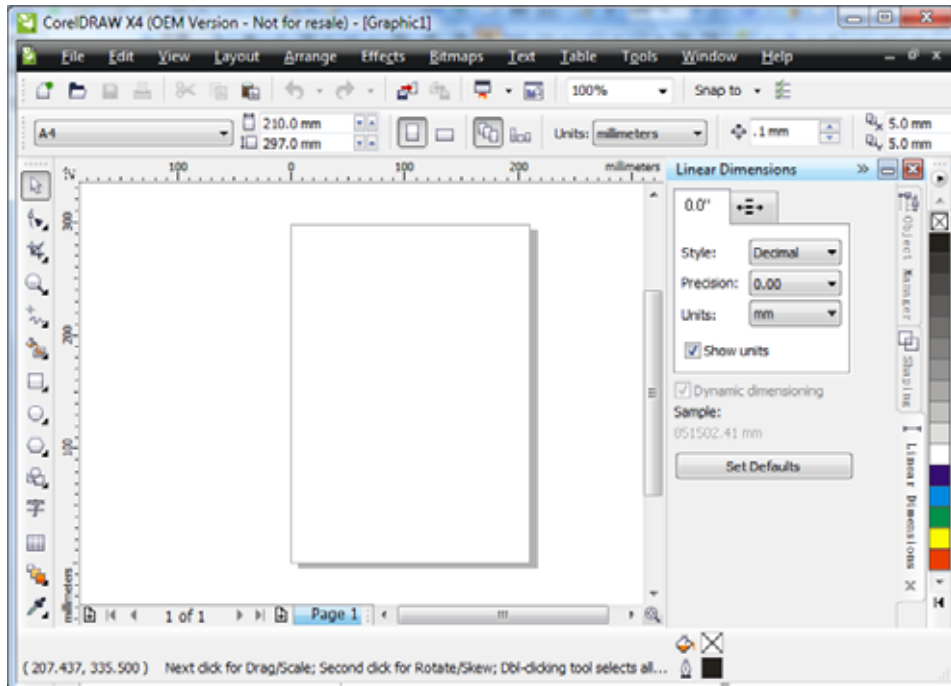 CorelDRAW X4 (OEM Version - Not for resale) - [Graphic1]
File Edit View Layout Arrange Effects Bitmaps Text Table Tools Window Help
100% Snap to
A4 210.0 mm 297.0 mm Units: millimeters .1 mm 5.0 mm 5.0 mm
100 0 100 200 millimeters
Linear Dimensions
0.0"
Style: Decimal
Precision: 0.00
Units: mm
Show units
Dynamic dimensioning
Sample:
851502.41 mm
Set Defaults
Object Manager
Shaping
Linear Dimensions
300
200
100
millimeters
1 of 1 Page 1
( 207.437, 335.500 ) Next click for Drag/Scale; Second click for Rotate/Skew; Dbl-clicking tool selects all...